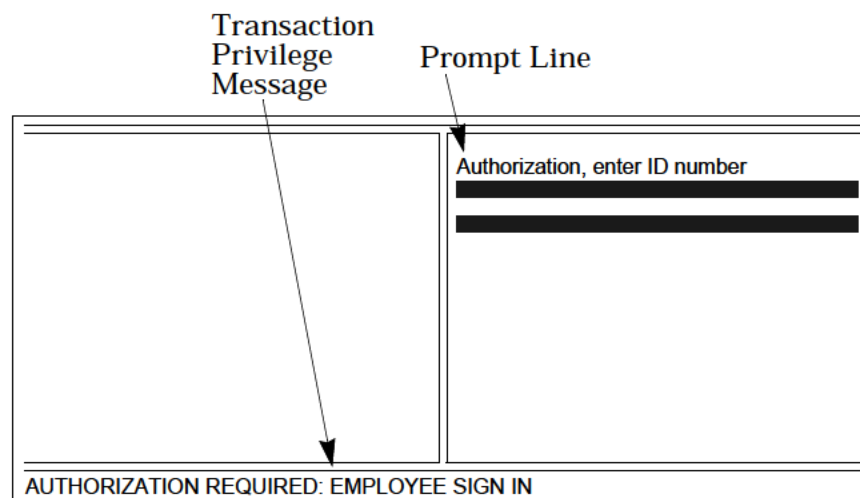 Transaction
Privilege
Message
Prompt Line
Authorization, enter ID number
AUTHORIZATION REQUIRED: EMPLOYEE SIGN IN